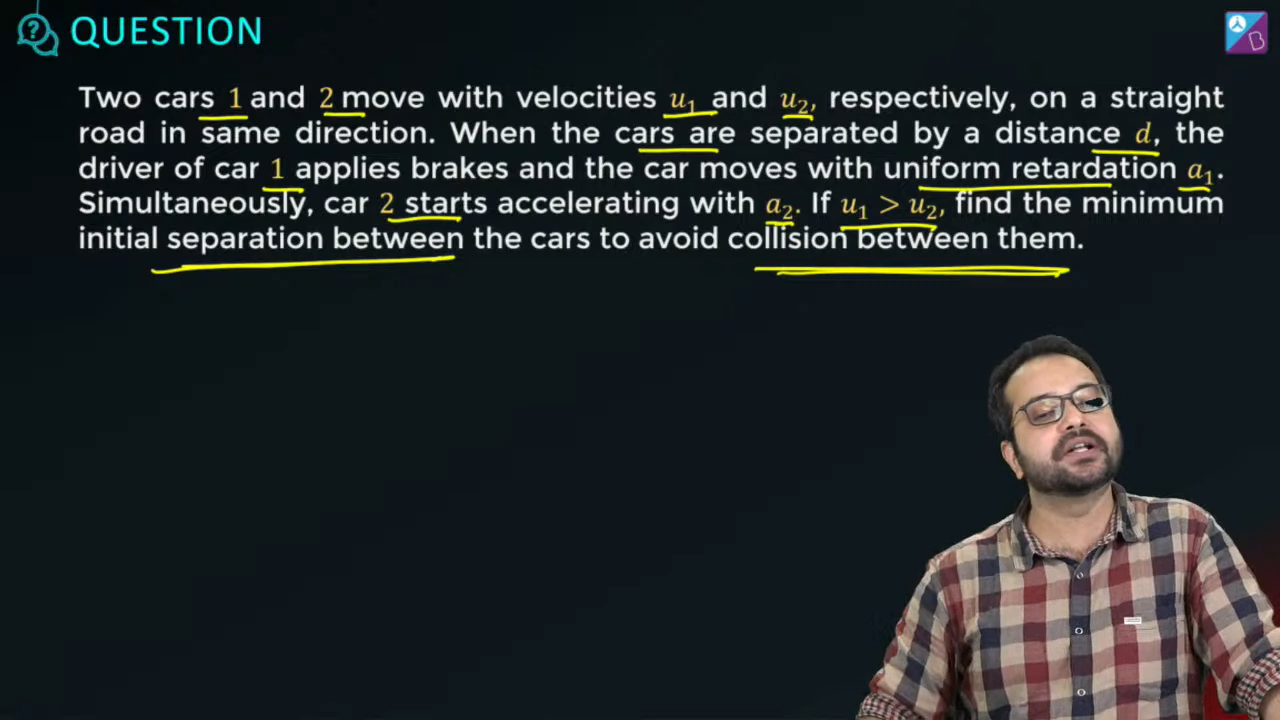 QUESTION
Two cars 1 and 2 move with velocities u₁ and u₂, respectively, on a straight
road in same direction. When the cars are separated by a distance d, the
driver of car 1 applies brakes and the car moves with uniform retardation a₁.
Simultaneously, car 2 starts accelerating with a₂. If u₁ > u₂, find the minimum
initial separation between the cars to avoid collision between them.